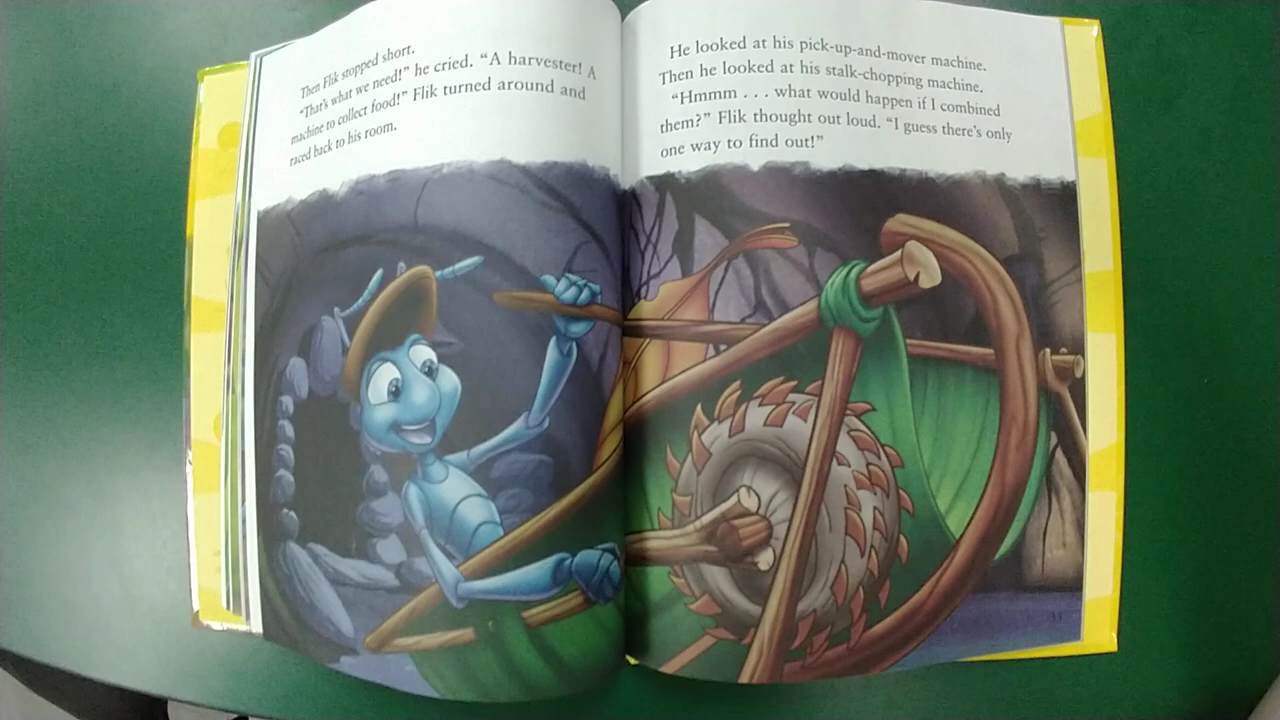 Then Flik stopped short.
"That's what we need!" he cried. "A harvester! A
machine to collect food!" Flik turned around and
raced back to his room.
He looked at his pick-up-and-mover machine.
Then he looked at his stalk-chopping machine.
"Hmmm . . . what would happen if I combined
them?" Flik thought out loud. "I guess there's only
one way to find out!"